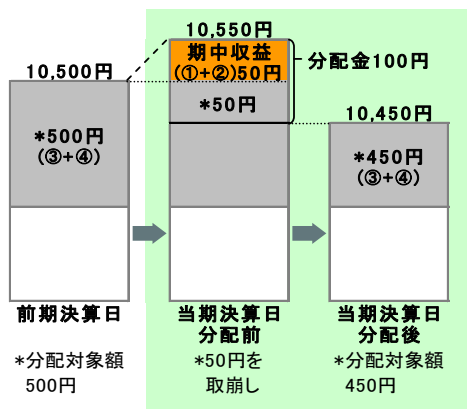 10,550円
期中収益
(①+②)50円
分配金100円
10,500円
*50円
10,450円
*500円
(③+④)
*450円
(③+④)
前期決算日
当期決算日
分配前
当期決算日
分配後
*分配対象額
500円
*50円を
取崩し
*分配対象額
450円